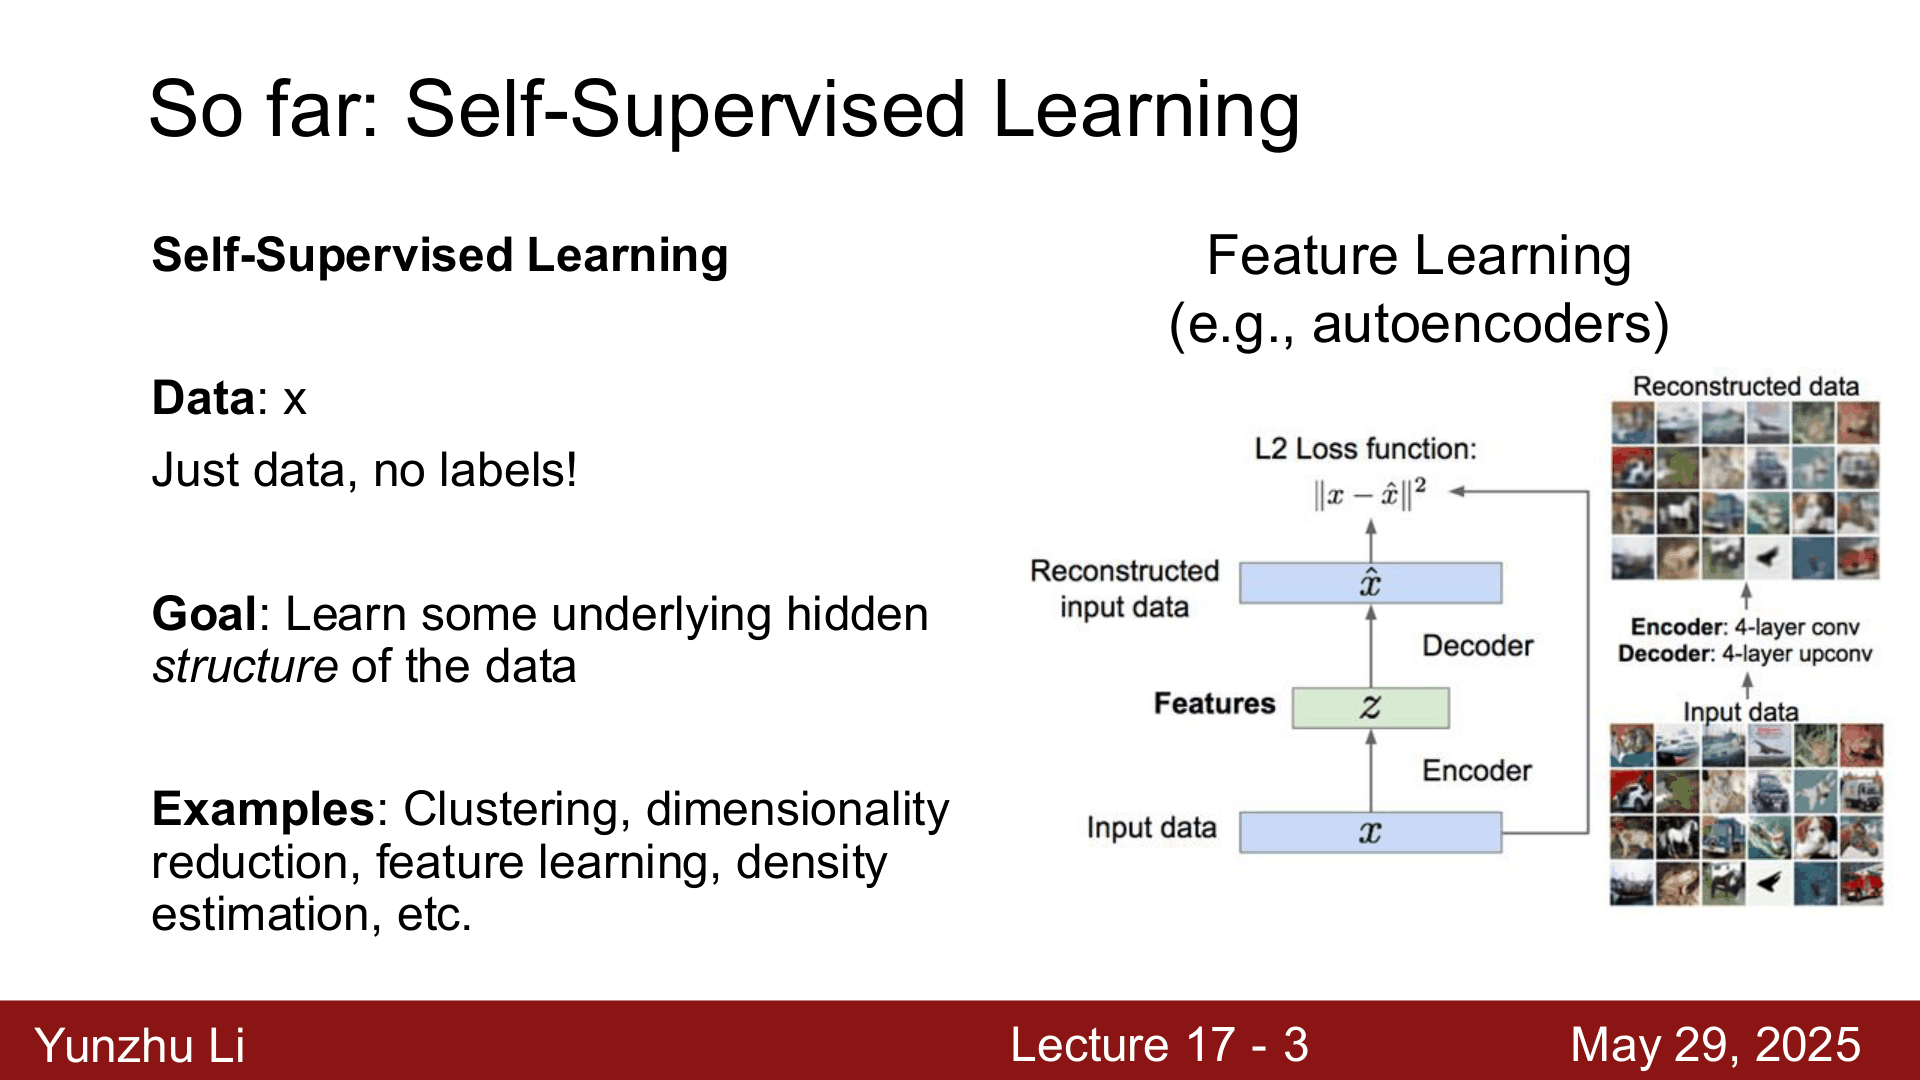 So far: Self-Supervised Learning
Self-Supervised Learning
Data: x
Just data, no labels!
Goal: Learn some underlying hidden
structure of the data
Examples: Clustering, dimensionality
reduction, feature learning, density
estimation, etc.
Feature Learning
(e.g., autoencoders)
L2 Loss function:
‖x − x̂‖²
Reconstructed
input data
x̂
Decoder
Features
z
Encoder
Input data
x
Reconstructed data
Encoder: 4-layer conv
Decoder: 4-layer upconv
Input data
Yunzhu Li
Lecture 17 - 3
May 29, 2025